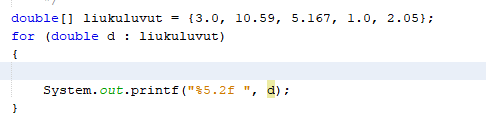 */
double[] liukuluvut = {3.0, 10.59, 5.167, 1.0, 2.05};
for (double d : liukuluvut)
{
System.out.printf("%5.2f ", d);
}